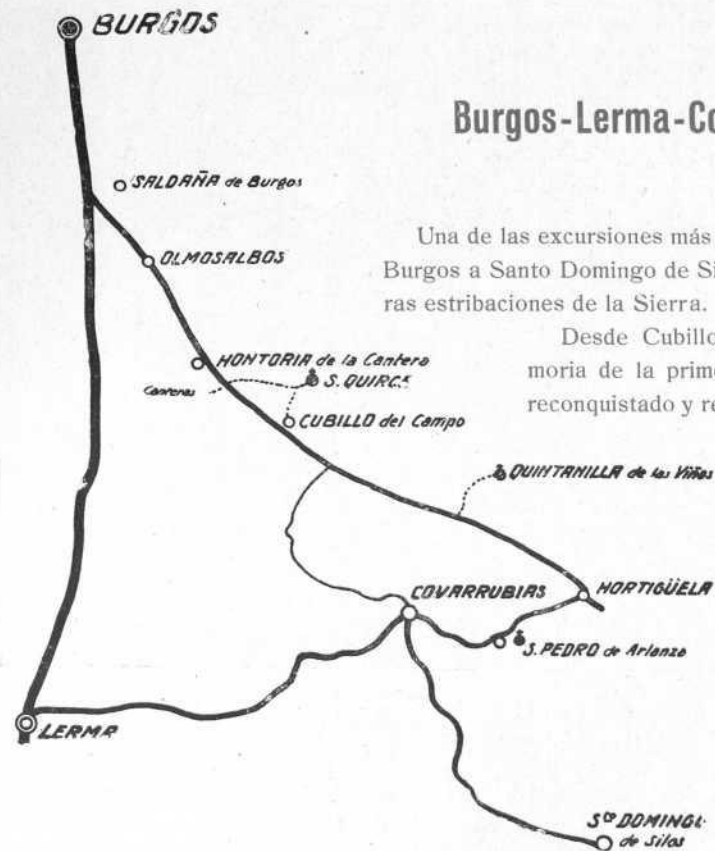 BURGOS
Burgos-Lerma-Co
SALDAÑA de Burgos
Una de las excursiones más
OLMOSALBOS
Burgos a Santo Domingo de Si
ras estribaciones de la Sierra.
Desde Cubillo
HONTORIA de la Cantera
moria de la prime
Canteras
S. QUIRCE
reconquistado y re
CUBILLO del Campo
QUINTANILLA de las Viñas
COVARRUBIAS
HORTIGÜELA
S. PEDRO de Arlanza
LERMA
Sto DOMINGO
de Silos